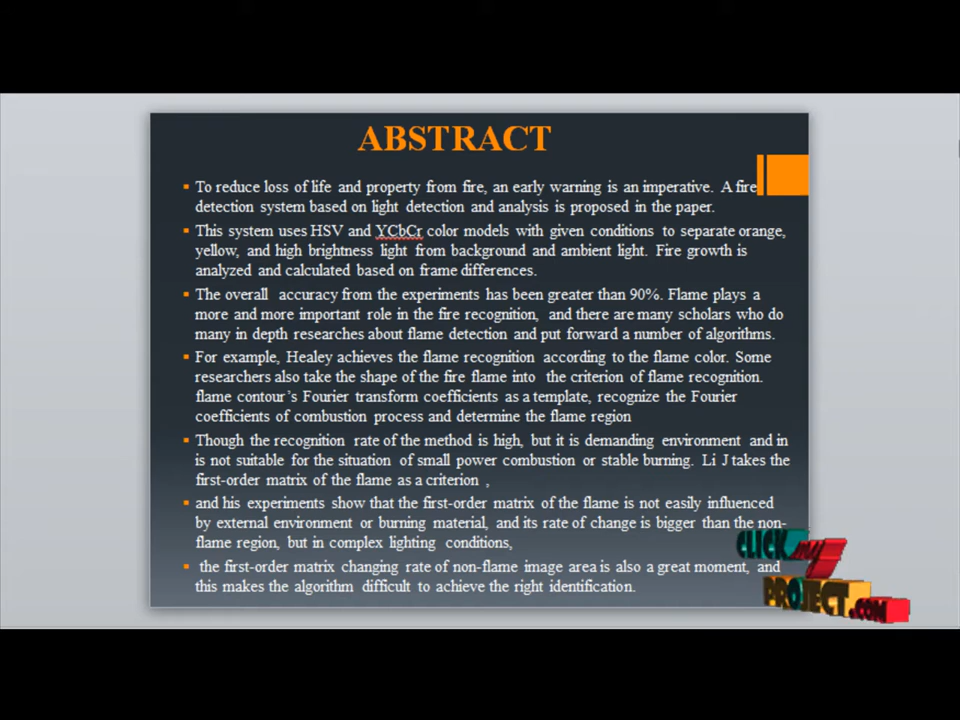 ABSTRACT
To reduce loss of life and property from fire, an early warning is an imperative. A fire
detection system based on light detection and analysis is proposed in the paper.
This system uses HSV and YCbCr color models with given conditions to separate orange,
yellow, and high brightness light from background and ambient light. Fire growth is
analyzed and calculated based on frame differences.
The overall accuracy from the experiments has been greater than 90%. Flame plays a
more and more important role in the fire recognition, and there are many scholars who do
many in depth researches about flame detection and put forward a number of algorithms.
For example, Healey achieves the flame recognition according to the flame color. Some
researchers also take the shape of the fire flame into the criterion of flame recognition.
flame contour's Fourier transform coefficients as a template, recognize the Fourier
coefficients of combustion process and determine the flame region
Though the recognition rate of the method is high, but it is demanding environment and in
is not suitable for the situation of small power combustion or stable burning. Li J takes the
first-order matrix of the flame as a criterion ,
and his experiments show that the first-order matrix of the flame is not easily influenced
by external environment or burning material, and its rate of change is bigger than the non-
flame region, but in complex lighting conditions,
the first-order matrix changing rate of non-flame image area is also a great moment, and
this makes the algorithm difficult to achieve the right identification.
CLICK my
PROJECT.COM